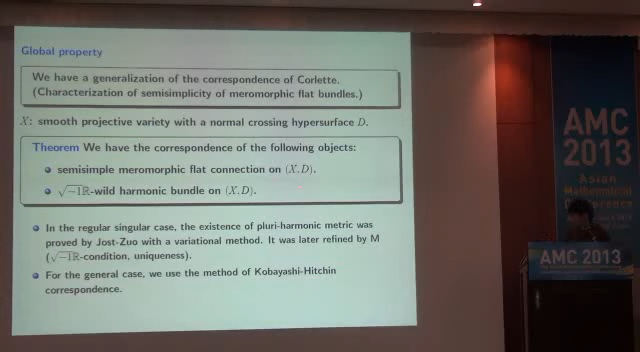 Global property
We have a generalization of the correspondence of Corlette.
(Characterization of semisimplicity of meromorphic flat bundles.)
X: smooth projective variety with a normal crossing hypersurface D.
Theorem We have the correspondence of the following objects:
semisimple meromorphic flat connection on (X,D).
√−1ℝ-wild harmonic bundle on (X,D).
In the regular singular case, the existence of pluri-harmonic metric was
proved by Jost-Zuo with a variational method. It was later refined by M
(√−1ℝ-condition, uniqueness).
For the general case, we use the method of Kobayashi-Hitchin
correspondence.
AMC
2013
Asian
Mathematical
Conference
AMC 2013